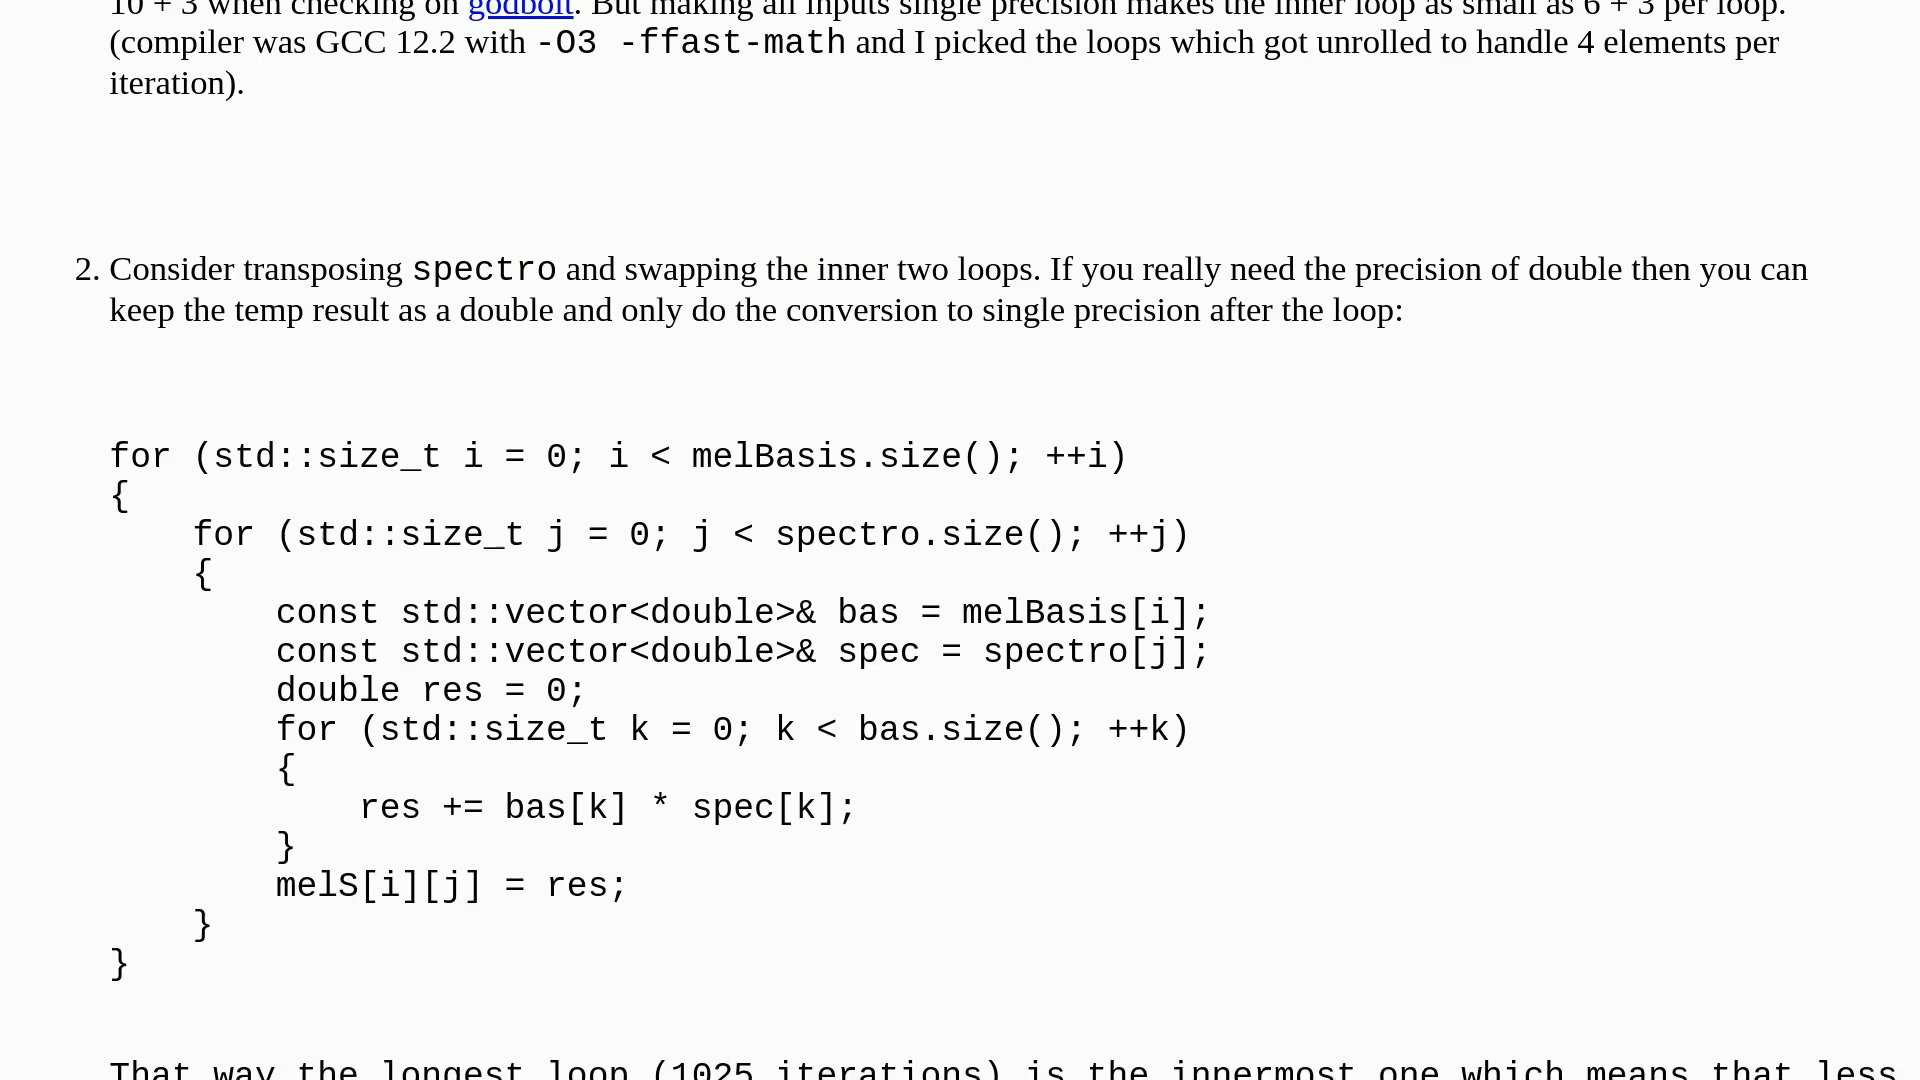 10 + 3 when checking on godbolt. But making all inputs single precision makes the inner loop as small as 6 + 3 per loop.
(compiler was GCC 12.2 with -O3 -ffast-math and I picked the loops which got unrolled to handle 4 elements per
iteration).
2. Consider transposing spectro and swapping the inner two loops. If you really need the precision of double then you can
keep the temp result as a double and only do the conversion to single precision after the loop:
for (std::size_t i = 0; i < melBasis.size(); ++i)
{
    for (std::size_t j = 0; j < spectro.size(); ++j)
    {
        const std::vector<double>& bas = melBasis[i];
        const std::vector<double>& spec = spectro[j];
        double res = 0;
        for (std::size_t k = 0; k < bas.size(); ++k)
        {
            res += bas[k] * spec[k];
        }
        melS[i][j] = res;
    }
}
That way the longest loop (1025 iterations) is the innermost one which means that less